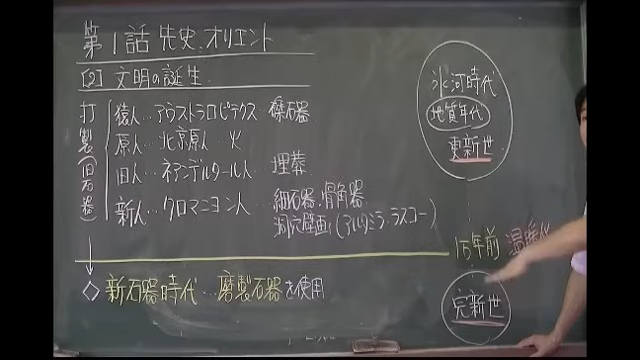 第1話 先史、オリエント
[2] 文明の誕生
打製(旧石器)
猿人…アウストラロピテクス 礫石器
原人…北京原人 火
旧人…ネアンデルタール人 埋葬
新人…クロマニョン人 細石器、骨角器
洞穴壁画(アルタミラ、ラスコー)
↓
◇ 新石器時代…磨製石器を使用
氷河時代
地質年代
更新世
1万年前 温暖化
完新世